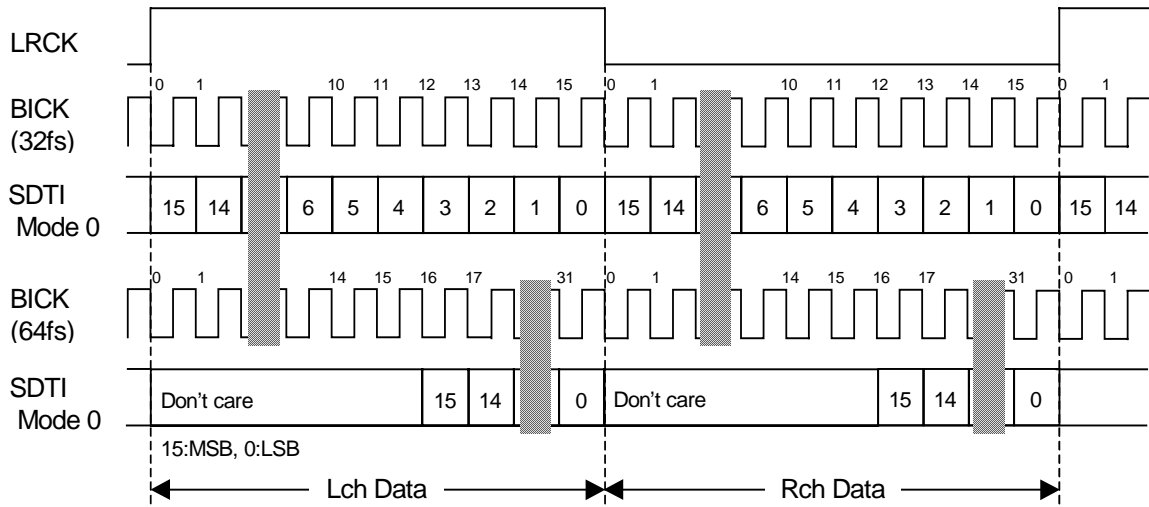 LRCK
0 1 10 11 12 13 14 15 0 1 10 11 12 13 14 15 0 1
BICK
(32fs)
SDTI
Mode 0
15 14 6 5 4 3 2 1 0 15 14 6 5 4 3 2 1 0 15 14
0 1 14 15 16 17 31 0 1 14 15 16 17 31 0 1
BICK
(64fs)
SDTI
Mode 0
Don't care 15 14 0 Don't care 15 14 0
15:MSB, 0:LSB
Lch Data Rch Data